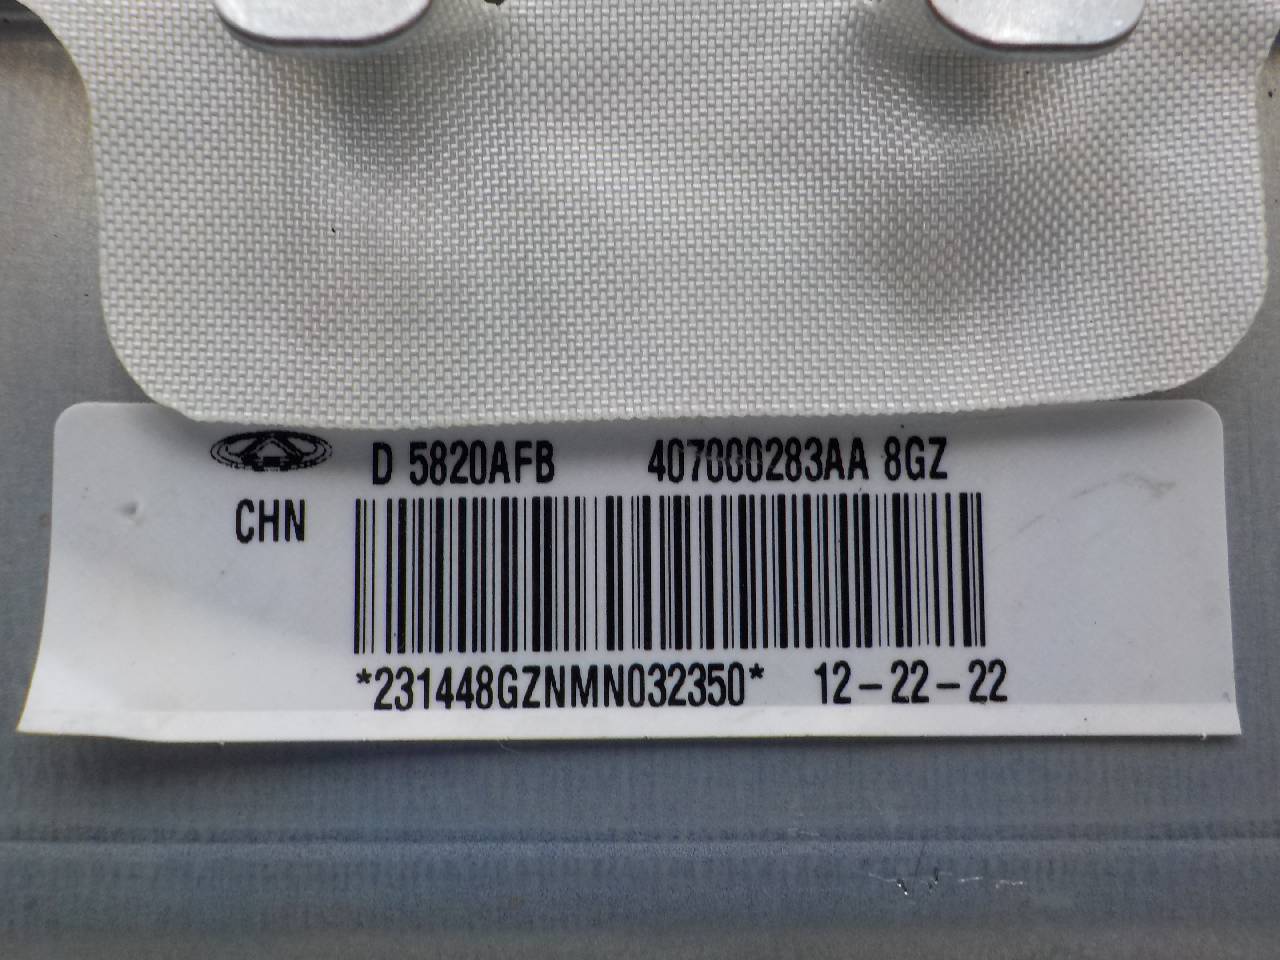 D 5820AFB 407000283AA 8GZ
CHN
*231448GZNMN032350* 12-22-22